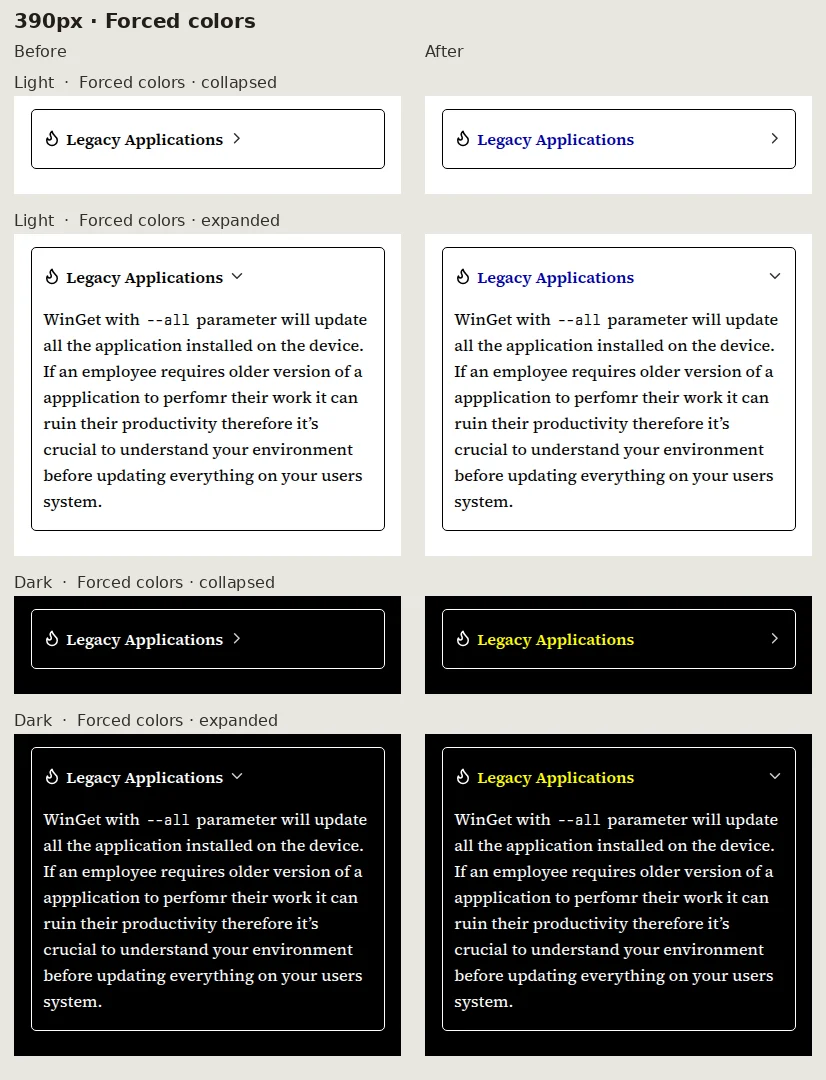 390px · Forced colors
Before
After
Light · Forced colors · collapsed
Legacy Applications
Legacy Applications
Light · Forced colors · expanded
Legacy Applications
WinGet with --all parameter will update
all the application installed on the device.
If an employee requires older version of a
appplication to perfomr their work it can
ruin their productivity therefore it’s
crucial to understand your environment
before updating everything on your users
system.
Legacy Applications
WinGet with --all parameter will update
all the application installed on the device.
If an employee requires older version of a
appplication to perfomr their work it can
ruin their productivity therefore it’s
crucial to understand your environment
before updating everything on your users
system.
Dark · Forced colors · collapsed
Legacy Applications
Legacy Applications
Dark · Forced colors · expanded
Legacy Applications
WinGet with --all parameter will update
all the application installed on the device.
If an employee requires older version of a
appplication to perfomr their work it can
ruin their productivity therefore it’s
crucial to understand your environment
before updating everything on your users
system.
Legacy Applications
WinGet with --all parameter will update
all the application installed on the device.
If an employee requires older version of a
appplication to perfomr their work it can
ruin their productivity therefore it’s
crucial to understand your environment
before updating everything on your users
system.